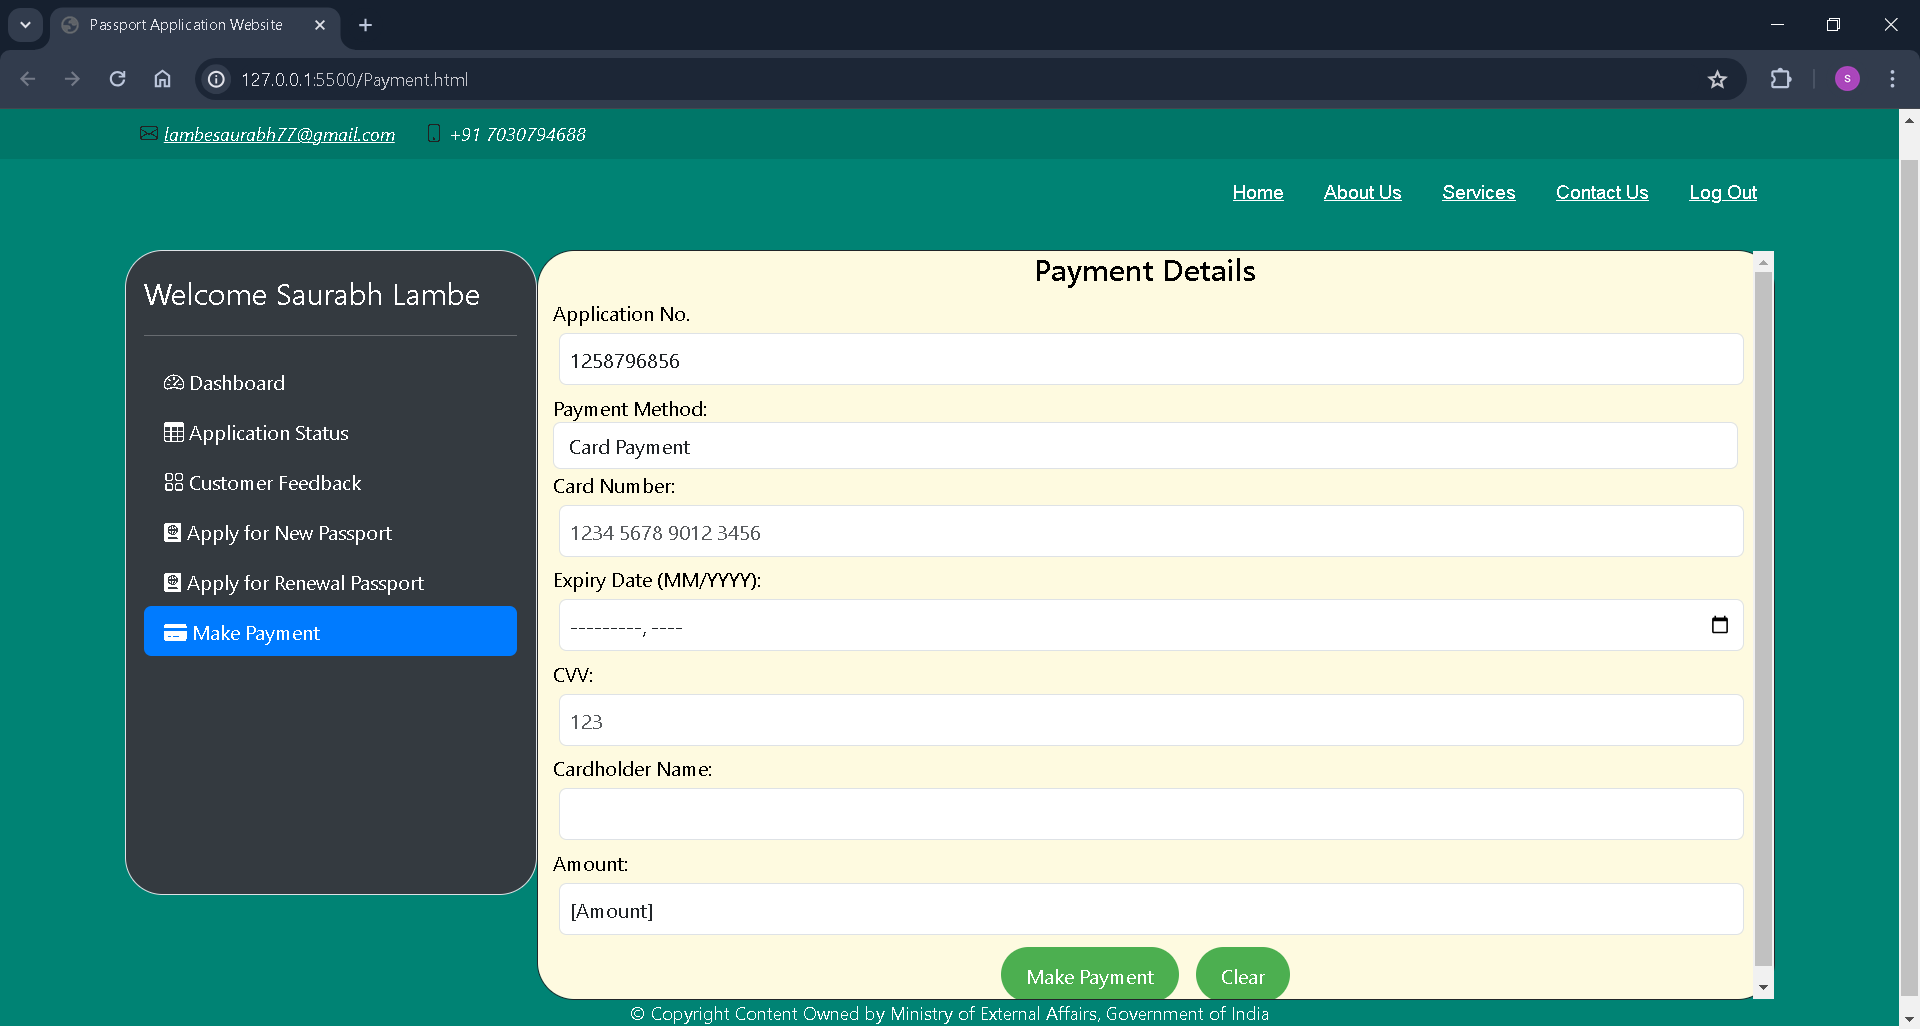 Passport Application Website
127.0.0.1:5500/Payment.html
S
lambesaurabh77@gmail.com +91 7030794688
Home About Us Services Contact Us Log Out
Welcome Saurabh Lambe
Dashboard
Application Status
Customer Feedback
Apply for New Passport
Apply for Renewal Passport
Make Payment
Payment Details
Application No.
1258796856
Payment Method:
Card Payment
Card Number:
1234 5678 9012 3456
Expiry Date (MM/YYYY):
---------, ----
CVV:
123
Cardholder Name:
Amount:
[Amount]
Make Payment Clear
© Copyright Content Owned by Ministry of External Affairs, Government of India